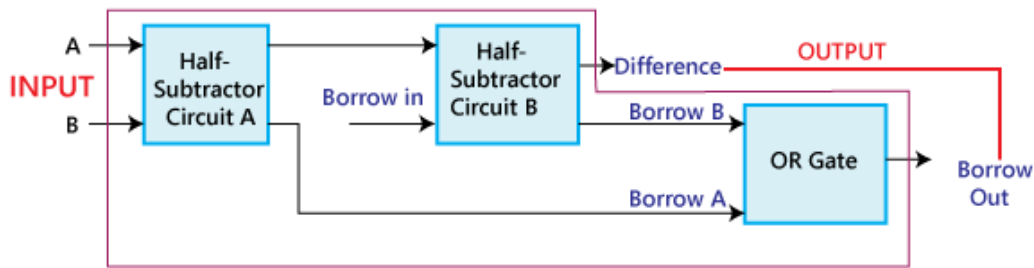 A
INPUT
B
Half-
Subtractor
Circuit A
Borrow in
Half-
Subtractor
Circuit B
Difference
OUTPUT
Borrow B
Borrow A
OR Gate
Borrow
Out